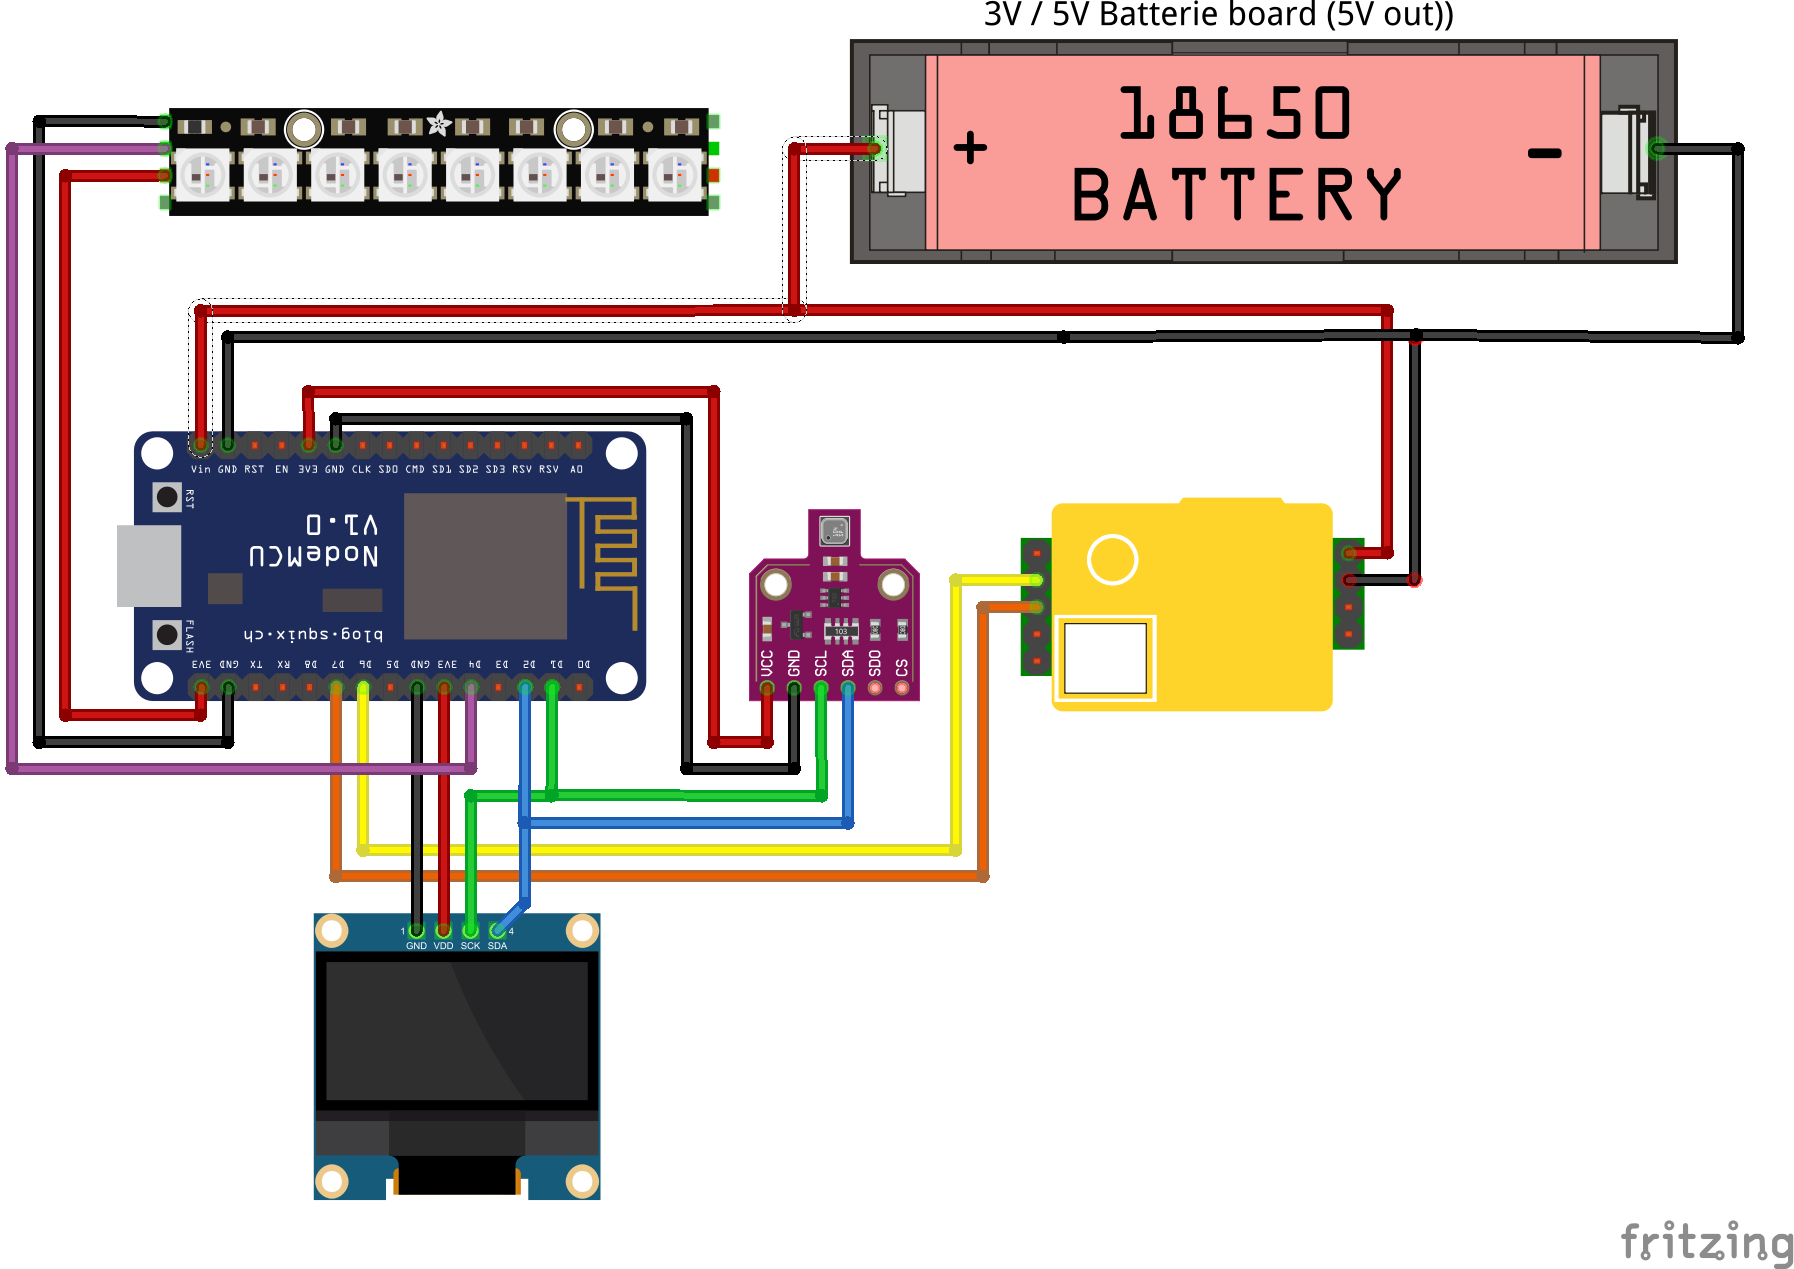 3V / 5V Batterie board (5V out))
18650
+ -
BATTERY
Vin GND RST EN 3V3 GND CLK SD0 CMD SD1 SD2 SD3 RSV RSV A0
RST
V1.0
NodeMCU
blog.squix.ch
FLASH
3V3 GND TX RX D8 D7 D6 D5 GND 3V3 D4 D3 D2 D1 D0
103
VCC GND SCL SDA SDO CS
1 4
GND VDD SCK SDA
fritzing